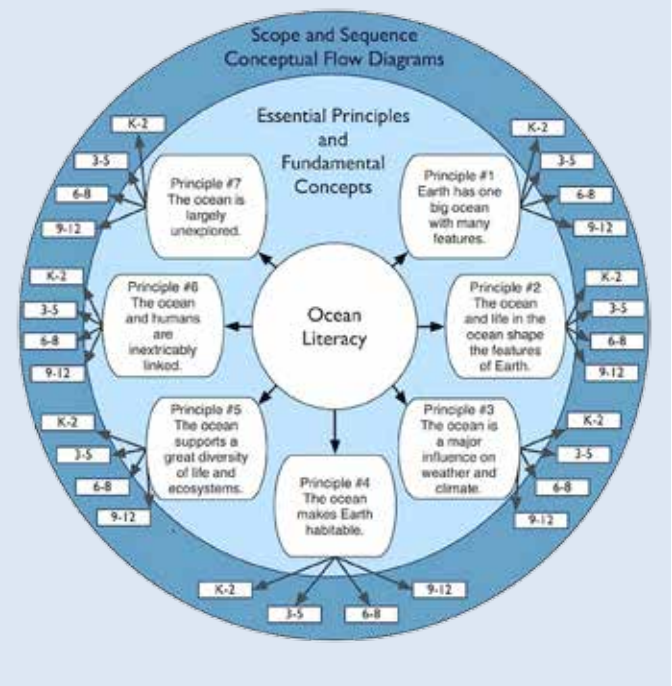 Scope and Sequence
Conceptual Flow Diagrams
Essential Principles
and
Fundamental
Concepts
Ocean
Literacy
Principle #1
Earth has one
big ocean
with many
features.
K-2
3-5
6-8
9-12
Principle #2
The ocean
and life in the
ocean shape
the features
of Earth.
K-2
3-5
6-8
9-12
Principle #3
The ocean is
a major
influence on
weather and
climate.
K-2
3-5
6-8
9-12
Principle #4
The ocean
makes Earth
habitable.
K-2
3-5
6-8
9-12
Principle #5
The ocean
supports a
great diversity
of life and
ecosystems.
K-2
3-5
6-8
9-12
Principle #6
The ocean
and humans
are
inextricably
linked.
K-2
3-5
6-8
9-12
Principle #7
The ocean is
largely
unexplored.
K-2
3-5
6-8
9-12